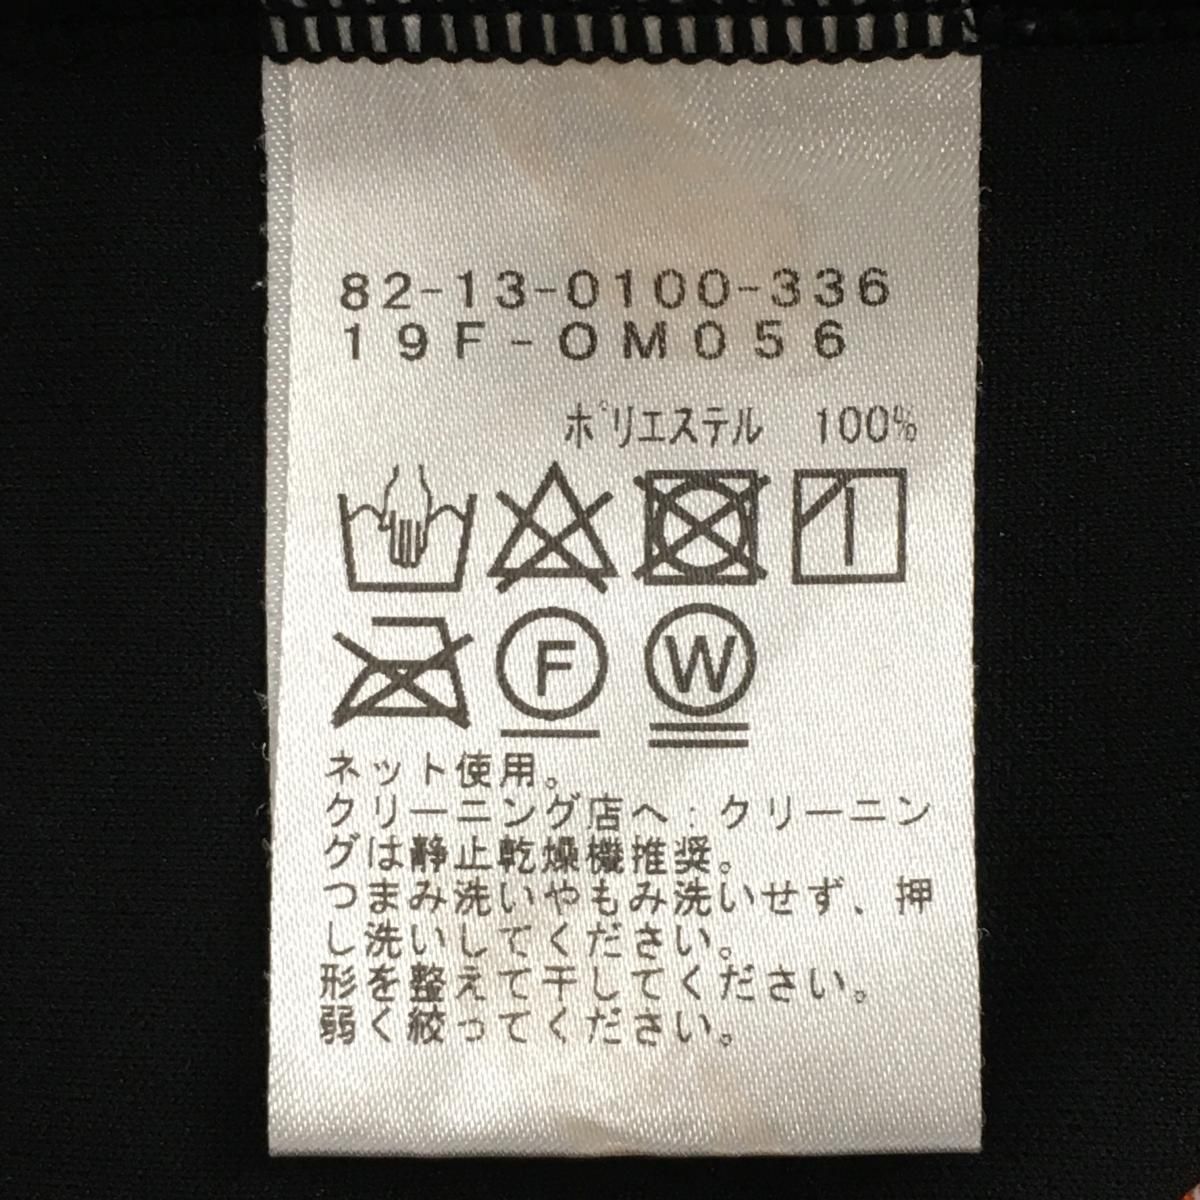 82-13-0100-336
19F-OM056
ポリエステル 100%
F
W
ネット使用。
クリーニング店へ:クリーニン
グは静止乾燥機推奨。
つまみ洗いやもみ洗いせず、押
し洗いしてください。
形を整えて干してください。
弱く絞ってください。